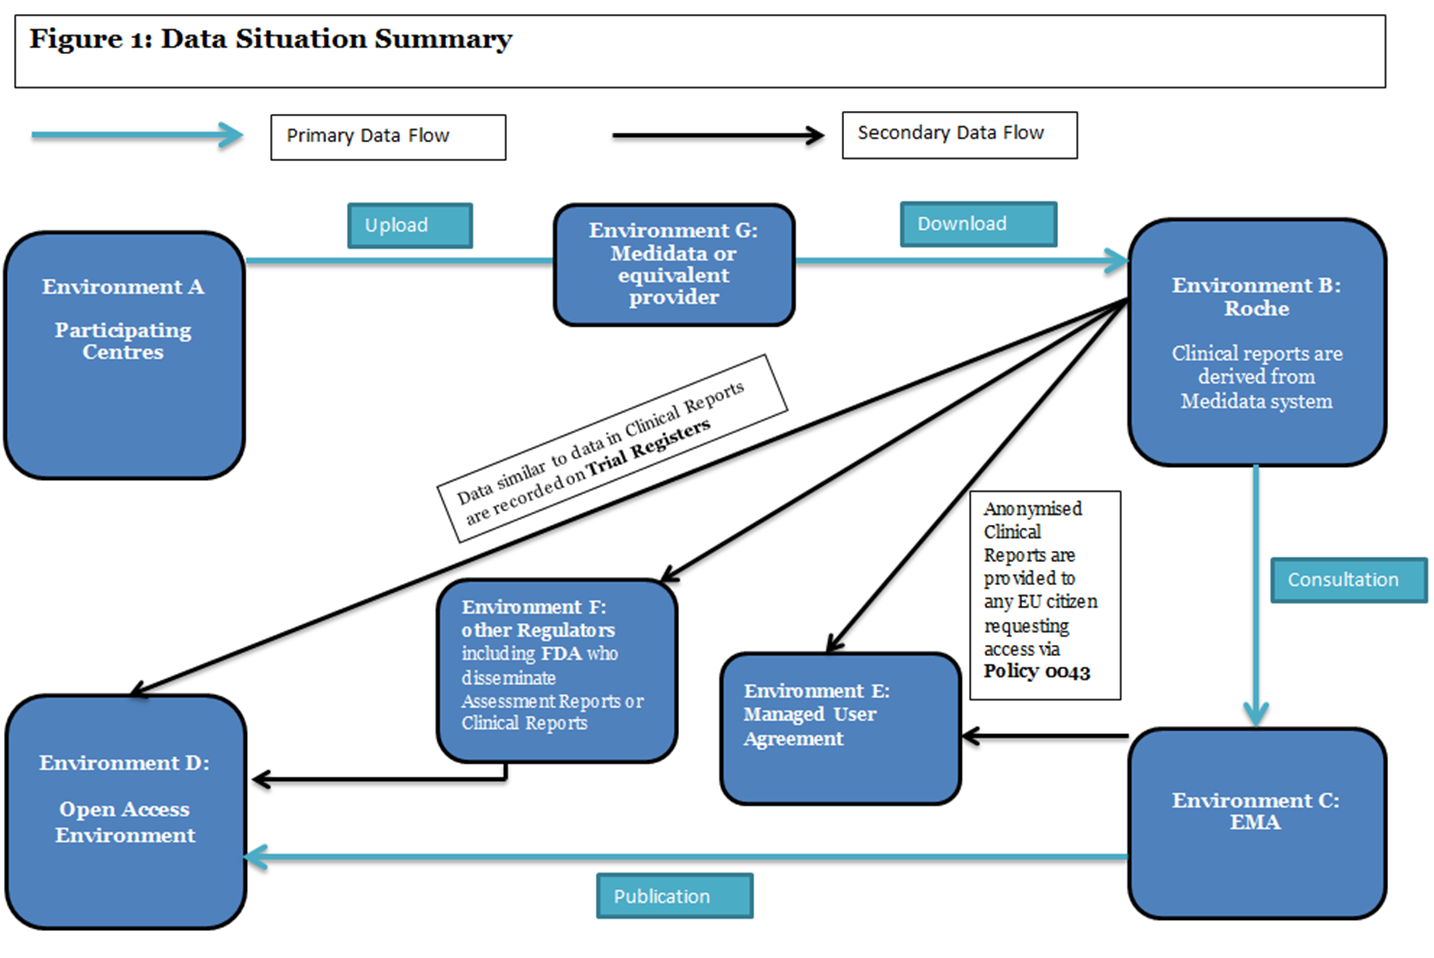 Figure 1: Data Situation Summary
Primary Data Flow
Secondary Data Flow
Upload
Download
Environment A
Participating
Centres
Environment G:
Medidata or
equivalent
provider
Environment B:
Roche
Clinical reports are
derived from
Medidata system
Data similar to data in Clinical Reports
are recorded on Trial Registers
Anonymised
Clinical
Reports are
provided to
any EU citizen
requesting
access via
Policy 0043
Consultation
Environment F:
other Regulators
including FDA who
disseminate
Assessment Reports or
Clinical Reports
Environment E:
Managed User
Agreement
Environment D:
Open Access
Environment
Environment C:
EMA
Publication